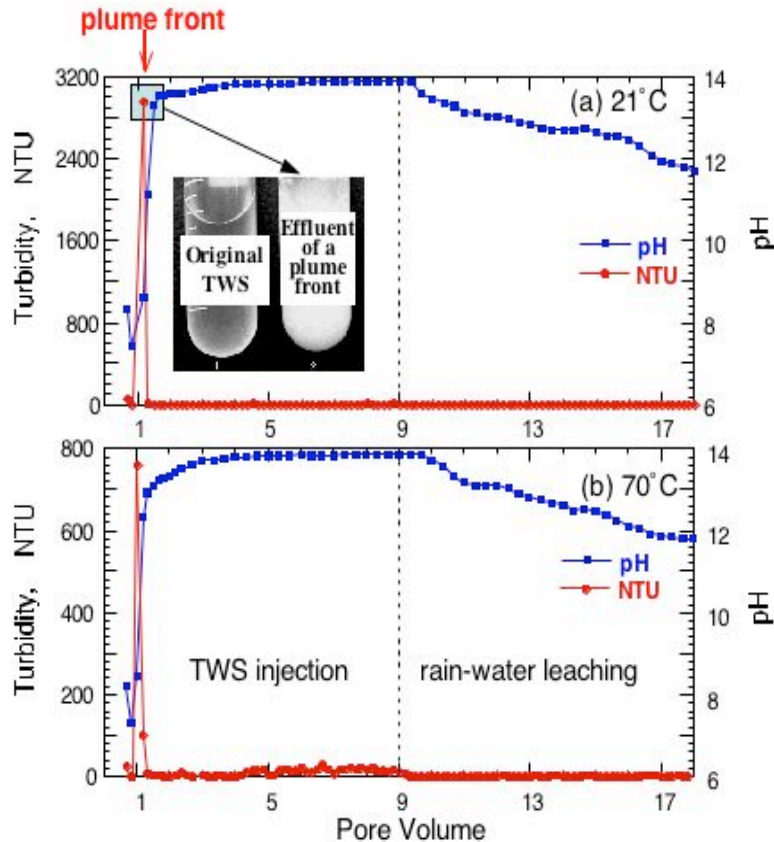 plume front
3200
2400
1600
800
0
Turbidity, NTU
14
12
10
8
6
pH
(a) 21°C
Original
TWS
Effluent
of a
plume
front
pH
NTU
1 5 9 13 17
800
600
400
200
0
Turbidity, NTU
14
12
10
8
6
pH
(b) 70°C
pH
NTU
TWS injection
rain-water leaching
1 5 9 13 17
Pore Volume